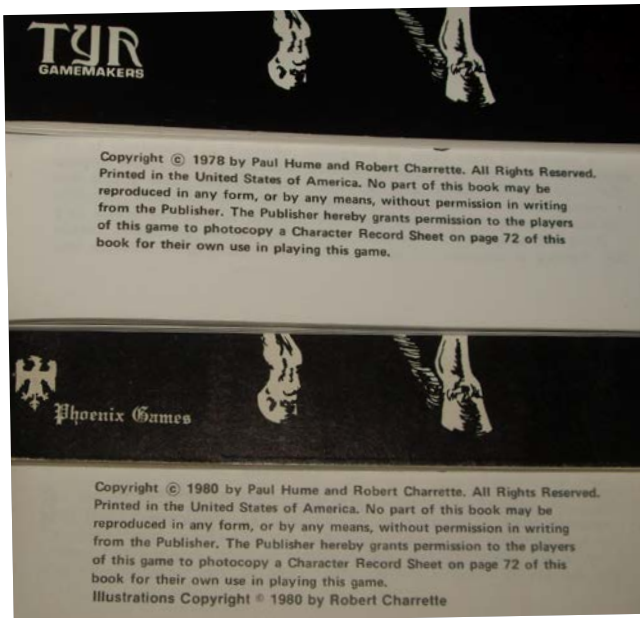 TYR
GAMEMAKERS
Copyright © 1978 by Paul Hume and Robert Charrette. All Rights Reserved.
Printed in the United States of America. No part of this book may be
reproduced in any form, or by any means, without permission in writing
from the Publisher. The Publisher hereby grants permission to the players
of this game to photocopy a Character Record Sheet on page 72 of this
book for their own use in playing this game.
Phoenix Games
Copyright © 1980 by Paul Hume and Robert Charrette. All Rights Reserved.
Printed in the United States of America. No part of this book may be
reproduced in any form, or by any means, without permission in writing
from the Publisher. The Publisher hereby grants permission to the players
of this game to photocopy a Character Record Sheet on page 72 of this
book for their own use in playing this game.
Illustrations Copyright © 1980 by Robert Charrette